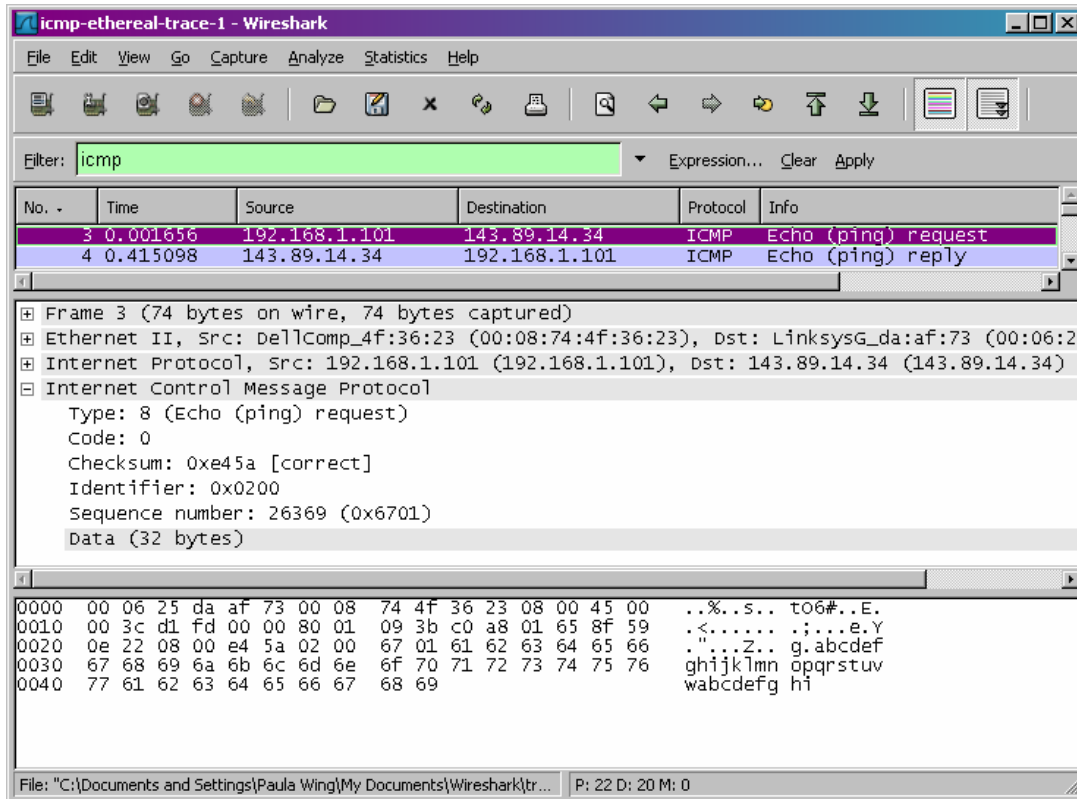 icmp-ethereal-trace-1 - Wireshark
File Edit View Go Capture Analyze Statistics Help
Filter: icmp Expression... Clear Apply
No. - Time Source Destination Protocol Info
3 0.001656 192.168.1.101 143.89.14.34 ICMP Echo (ping) request
4 0.415098 143.89.14.34 192.168.1.101 ICMP Echo (ping) reply
Frame 3 (74 bytes on wire, 74 bytes captured)
Ethernet II, Src: DellComp_4f:36:23 (00:08:74:4f:36:23), Dst: LinksysG_da:af:73 (00:06:2
Internet Protocol, Src: 192.168.1.101 (192.168.1.101), Dst: 143.89.14.34 (143.89.14.34)
Internet Control Message Protocol
Type: 8 (Echo (ping) request)
Code: 0
Checksum: 0xe45a [correct]
Identifier: 0x0200
Sequence number: 26369 (0x6701)
Data (32 bytes)
0000 00 06 25 da af 73 00 08 74 4f 36 23 08 00 45 00 ..%..s.. tO6#..E.
0010 00 3c d1 fd 00 00 80 01 09 3b c0 a8 01 65 8f 59 .<...... .;...e.Y
0020 0e 22 08 00 e4 5a 02 00 67 01 61 62 63 64 65 66 ."...Z.. g.abcdef
0030 67 68 69 6a 6b 6c 6d 6e 6f 70 71 72 73 74 75 76 ghijklmn opqrstuv
0040 77 61 62 63 64 65 66 67 68 69 wabcdefg hi
File: "C:\Documents and Settings\Paula Wing\My Documents\Wireshark\tr... P: 22 D: 20 M: 0